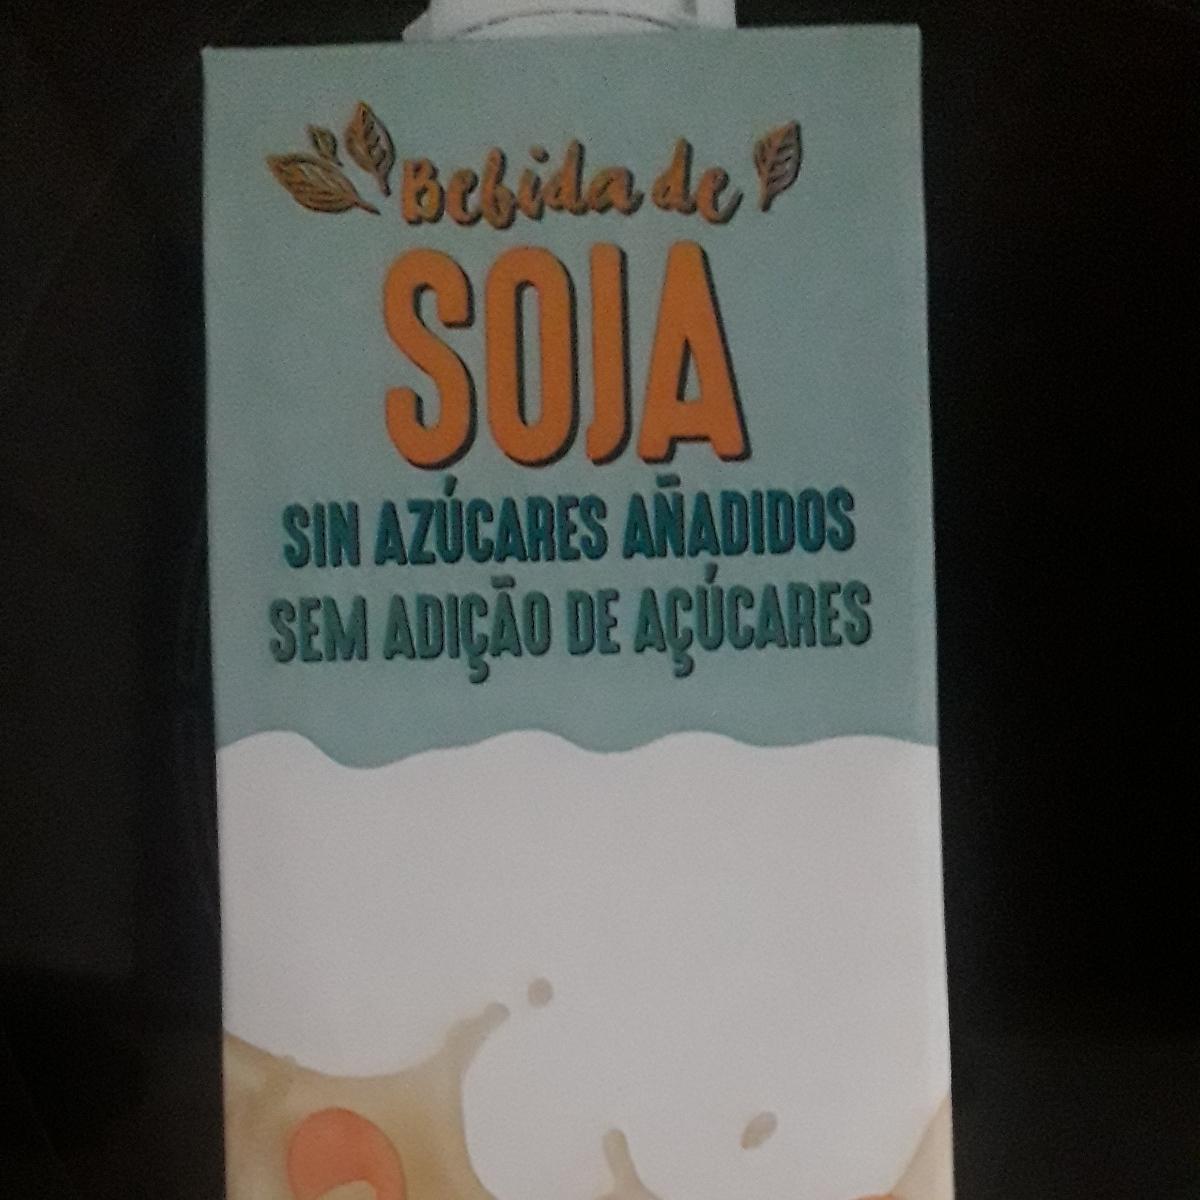 Bebida de
SOJA
SIN AZÚCARES AÑADIDOS
SEM ADIÇÃO DE AÇÚCARES